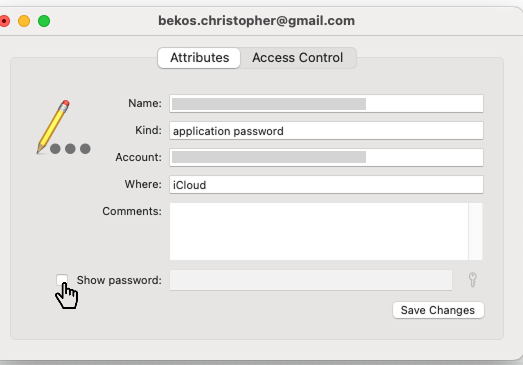 bekos.christopher@gmail.com
Attributes Access Control
Name:
Kind: application password
Account:
Where: iCloud
Comments:
Show password:
Save Changes